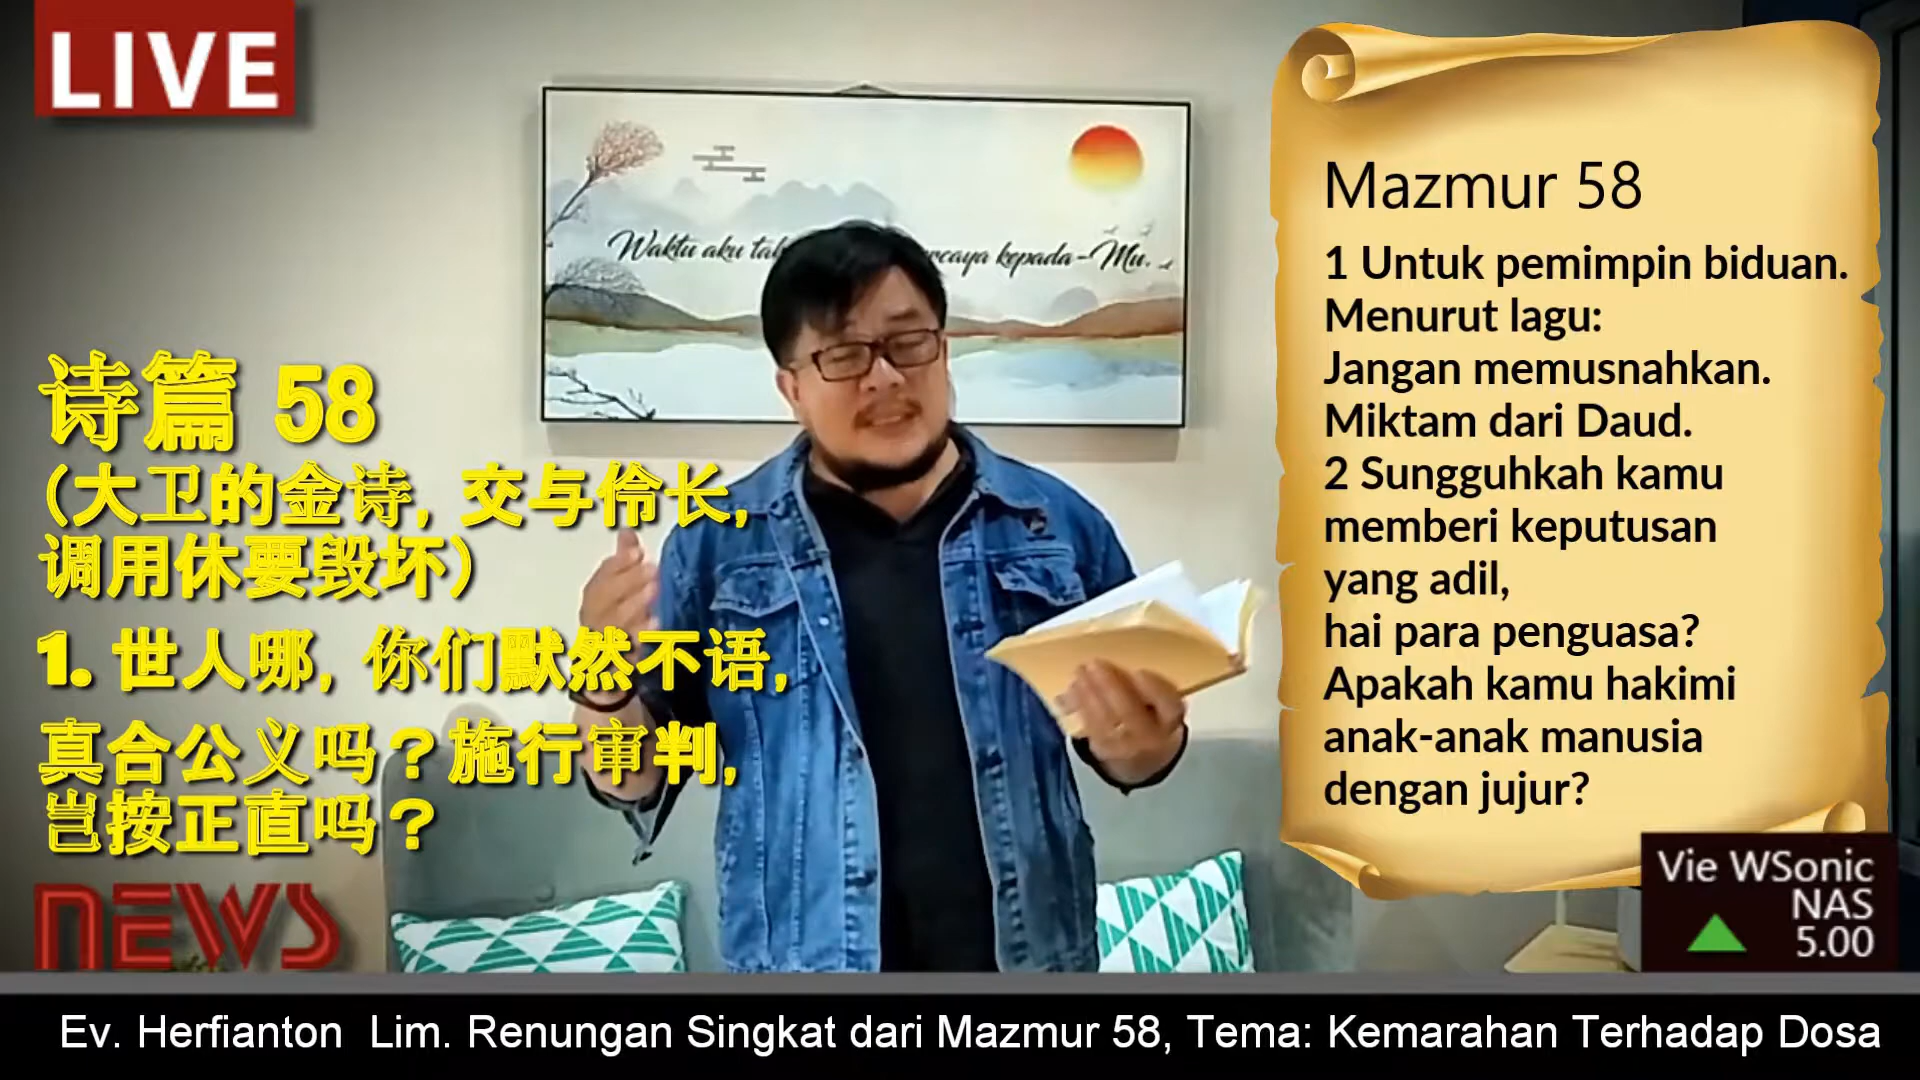 LIVE
Waktu aku
kepada-Mu.
诗篇 58
(大卫的金诗, 交与伶长,
调用休要毁坏)
1. 世人哪, 你们默然不语,
真合公义吗？施行审判,
岂按正直吗？
Mazmur 58
1 Untuk pemimpin biduan.
Menurut lagu:
Jangan memusnahkan.
Miktam dari Daud.
2 Sungguhkah kamu
memberi keputusan
yang adil,
hai para penguasa?
Apakah kamu hakimi
anak-anak manusia
dengan jujur?
NEWS
Vie WSonic
NAS
5.00
Ev. Herfianton Lim. Renungan Singkat dari Mazmur 58, Tema: Kemarahan Terhadap Dosa